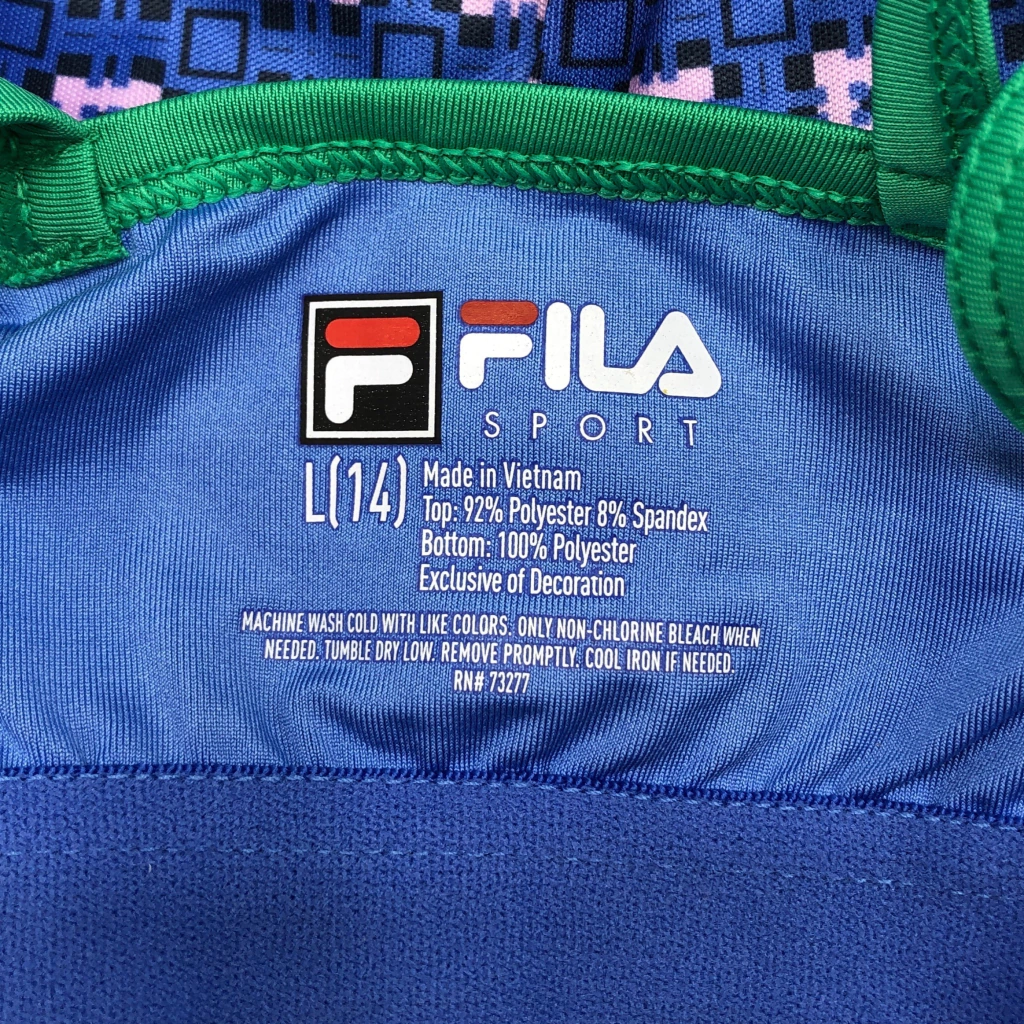 F FILA
SPORT
L(14)
Made in Vietnam
Top: 92% Polyester 8% Spandex
Bottom: 100% Polyester
Exclusive of Decoration
MACHINE WASH COLD WITH LIKE COLORS. ONLY NON-CHLORINE BLEACH WHEN
NEEDED. TUMBLE DRY LOW. REMOVE PROMPTLY. COOL IRON IF NEEDED.
RN# 73277